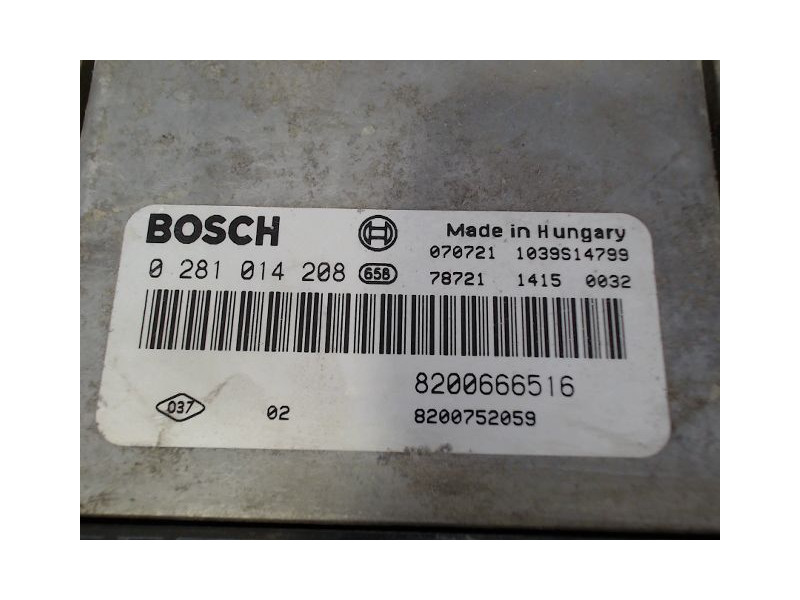 BOSCH
Made in Hungary
070721 1039S14799
0 281 014 208 658
78721 1415 0032
8200666516
037 02
8200752059